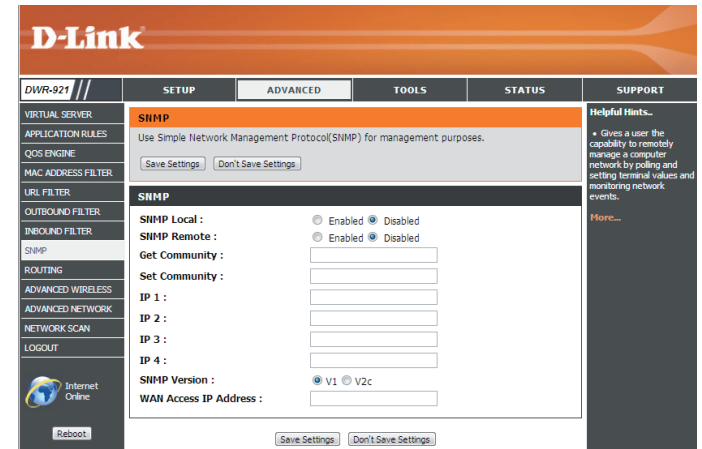 D-Link
DWR-921
SETUP
ADVANCED
TOOLS
STATUS
SUPPORT
VIRTUAL SERVER
APPLICATION RULES
QOS ENGINE
MAC ADDRESS FILTER
URL FILTER
OUTBOUND FILTER
INBOUND FILTER
SNMP
ROUTING
ADVANCED WIRELESS
ADVANCED NETWORK
NETWORK SCAN
LOGOUT
Internet
Online
Reboot
SNMP
Use Simple Network Management Protocol(SNMP) for management purposes.
Save Settings Don't Save Settings
SNMP
SNMP Local : Enabled Disabled
SNMP Remote : Enabled Disabled
Get Community :
Set Community :
IP 1 :
IP 2 :
IP 3 :
IP 4 :
SNMP Version : V1 V2c
WAN Access IP Address :
Save Settings Don't Save Settings
Helpful Hints..
• Gives a user the
capability to remotely
manage a computer
network by polling and
setting terminal values and
monitoring network
events.
More...